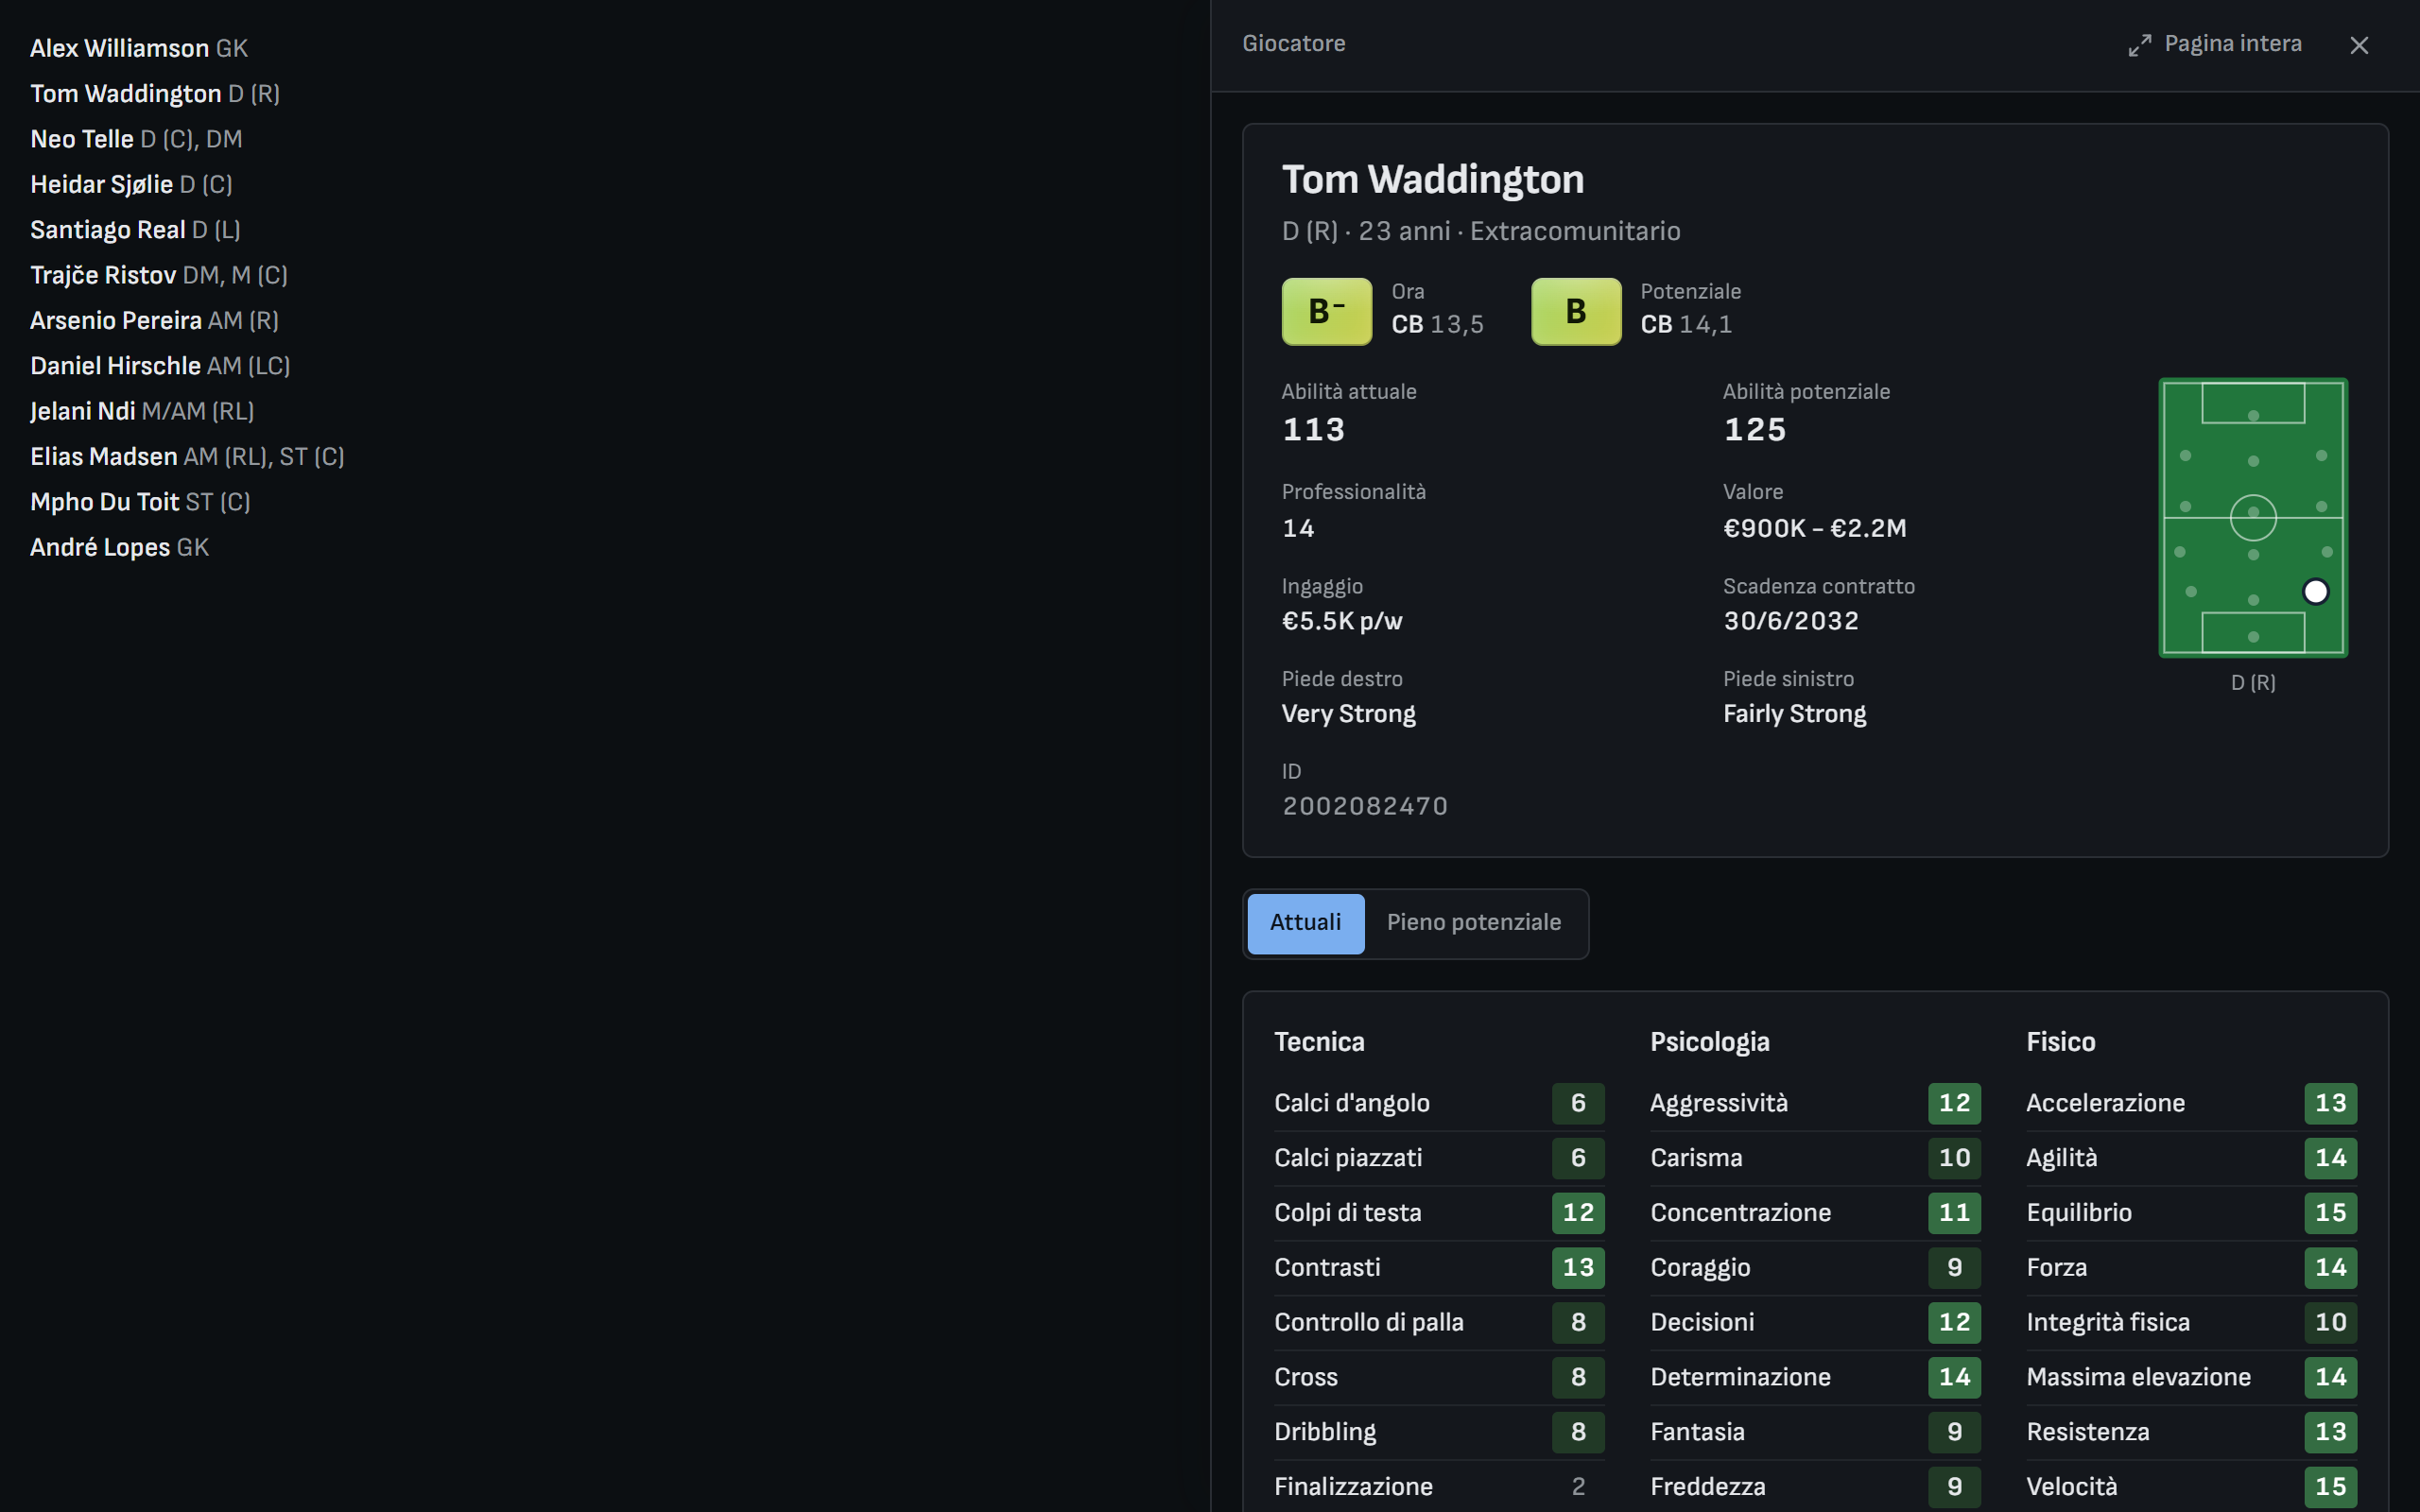 Alex Williamson GK
Tom Waddington D (R)
Neo Telle D (C), DM
Heidar Sjølie D (C)
Santiago Real D (L)
Trajče Ristov DM, M (C)
Arsenio Pereira AM (R)
Daniel Hirschle AM (LC)
Jelani Ndi M/AM (RL)
Elias Madsen AM (RL), ST (C)
Mpho Du Toit ST (C)
André Lopes GK
Giocatore
Pagina intera
Tom Waddington
D (R) · 23 anni · Extracomunitario
B-
Ora
CB 13,5
B
Potenziale
CB 14,1
Abilità attuale
113
Abilità potenziale
125
Professionalità
14
Valore
€900K - €2.2M
Ingaggio
€5.5K p/w
Scadenza contratto
30/6/2032
Piede destro
Very Strong
Piede sinistro
Fairly Strong
ID
2002082470
D (R)
Attuali
Pieno potenziale
Tecnica
Calci d'angolo 6
Calci piazzati 6
Colpi di testa 12
Contrasti 13
Controllo di palla 8
Cross 8
Dribbling 8
Finalizzazione 2
Psicologia
Aggressività 12
Carisma 10
Concentrazione 11
Coraggio 9
Decisioni 12
Determinazione 14
Fantasia 9
Freddezza 9
Fisico
Accelerazione 13
Agilità 14
Equilibrio 15
Forza 14
Integrità fisica 10
Massima elevazione 14
Resistenza 13
Velocità 15